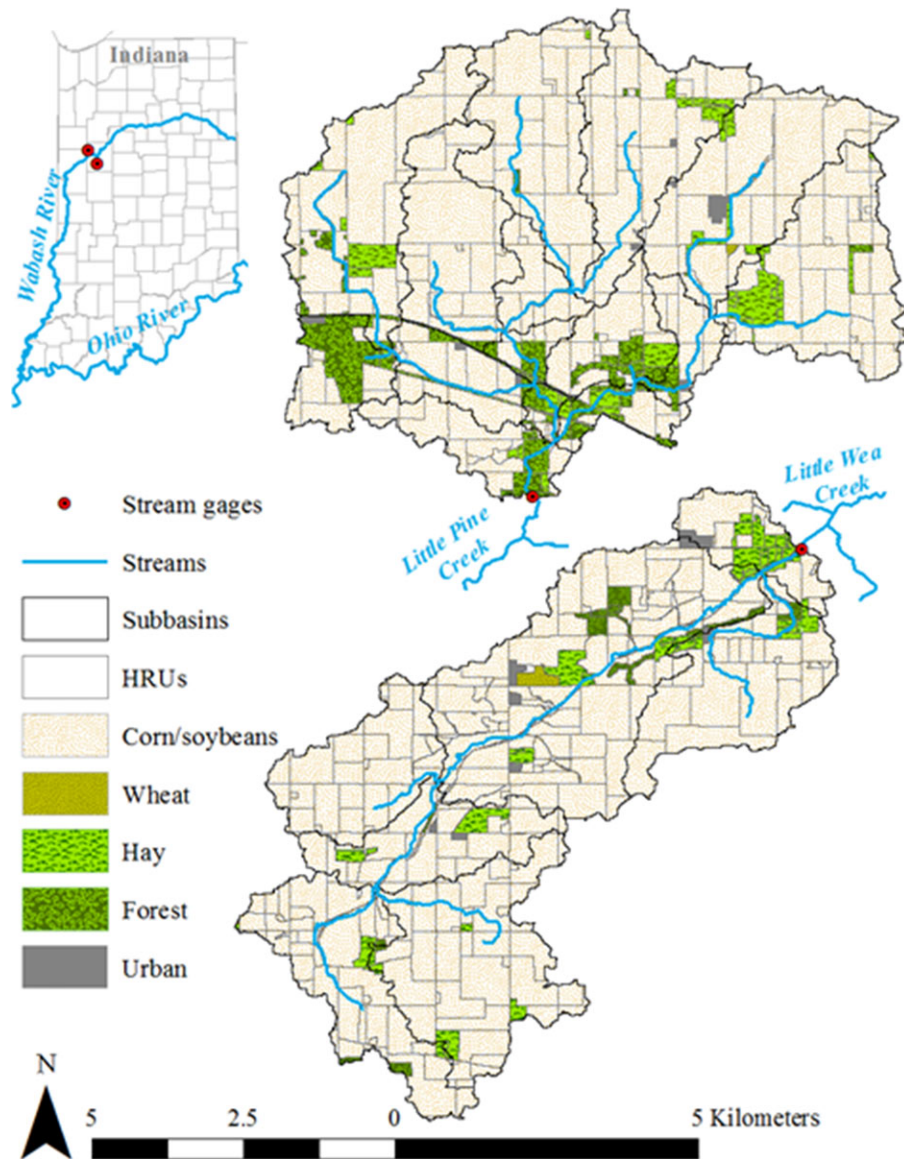 Indiana
Wabash River
Ohio River
Little Pine
Creek
Little Wea
Creek
Stream gages
Streams
Subbasins
HRUs
Corn/soybeans
Wheat
Hay
Forest
Urban
N
5 2.5 0 5 Kilometers